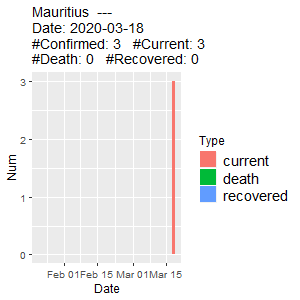 Mauritius ---
Date: 2020-03-18
#Confirmed: 3 #Current: 3
#Death: 0 #Recovered: 0
3
2
1
0
Num
Feb 01 Feb 15 Mar 01 Mar 15
Date
Type
current
death
recovered